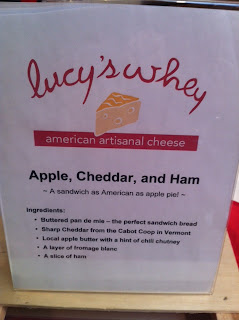 lucy's whey
american artisanal cheese
Apple, Cheddar, and Ham
~ A sandwich as American as apple pie! ~
Ingredients:
• Buttered pan de mie – the perfect sandwich bread
• Sharp Cheddar from the Cabot Coop in Vermont
• Local apple butter with a hint of chili chutney
• A layer of fromage blanc
• A slice of ham